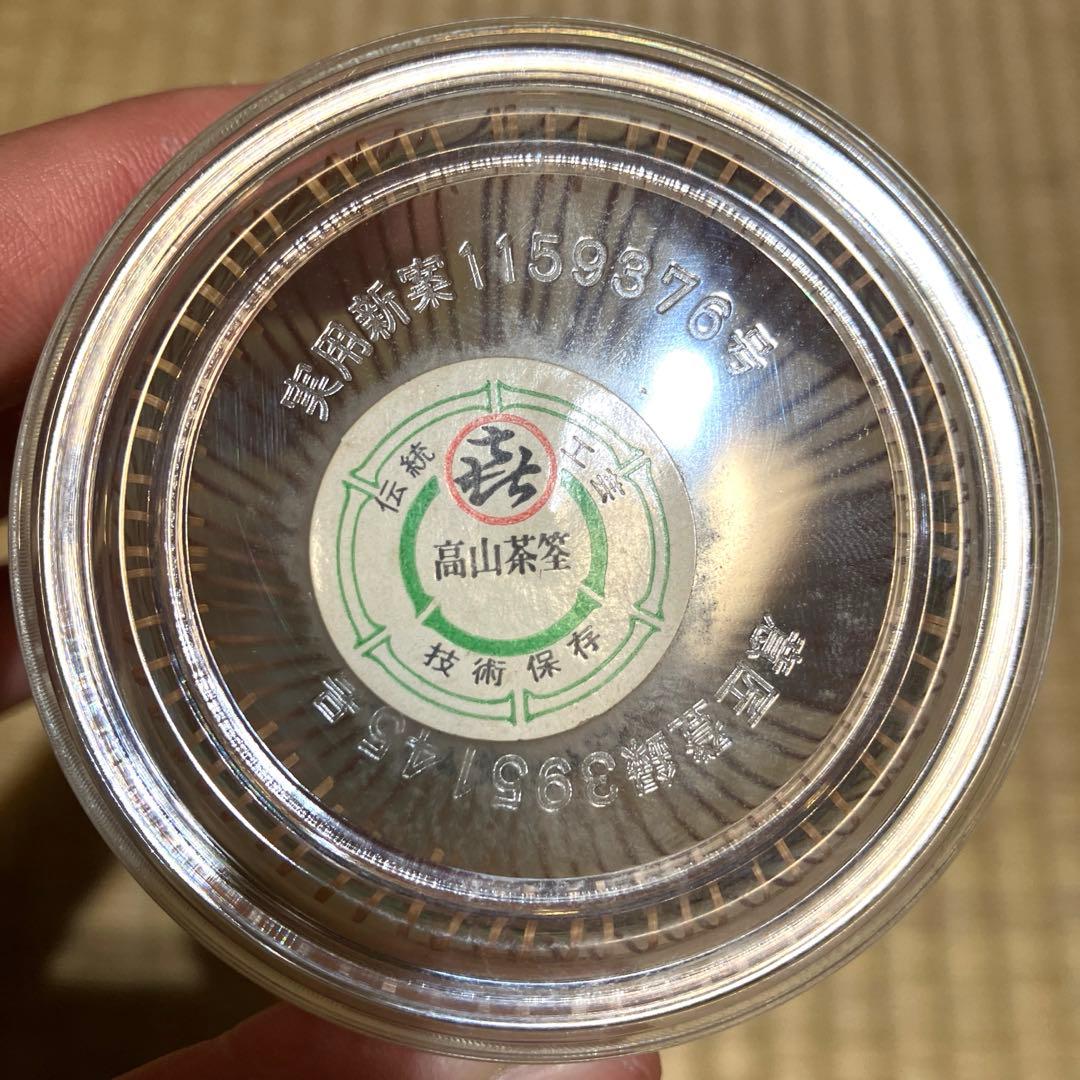 実用新案1159376号
伝統
工芸
高山茶筌
技術保存
意匠登録395145号